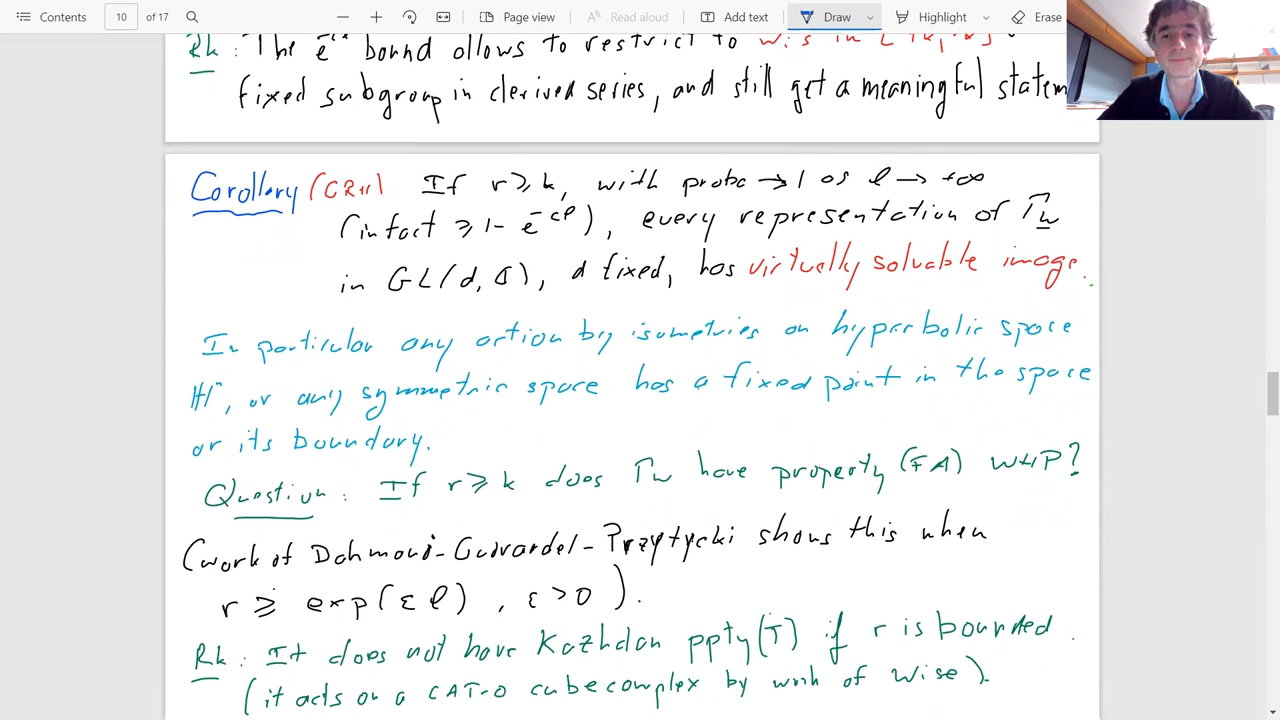 Contents 10 of 17 Page view Read aloud Add text Draw Highlight Erase
Rk: The e^-cl bound allows to restrict to w_i's in
fixed subgroup in derived series, and still get a meaningful statem
Corollary (CRH) If r ≥ k, with proba → 1 as l → +∞
(in fact ≥ 1 - e^-cl), every representation of Γ_w
in GL(d, C), d fixed, has virtually solvable image.
In particular any action by isometries on hyperbolic space
H^n, or any symmetric space has a fixed point in the space
or its boundary.
Question: If r ≥ k does Γ_w have property (FA) WHP?
(work of Dahmani-Guirardel-Przytycki shows this when
r ≥ exp(ε l), ε > 0).
Rk: It does not have Kazhdan ppty (T) if r is bounded.
(it acts on a CAT-0 cube complex by work of Wise).